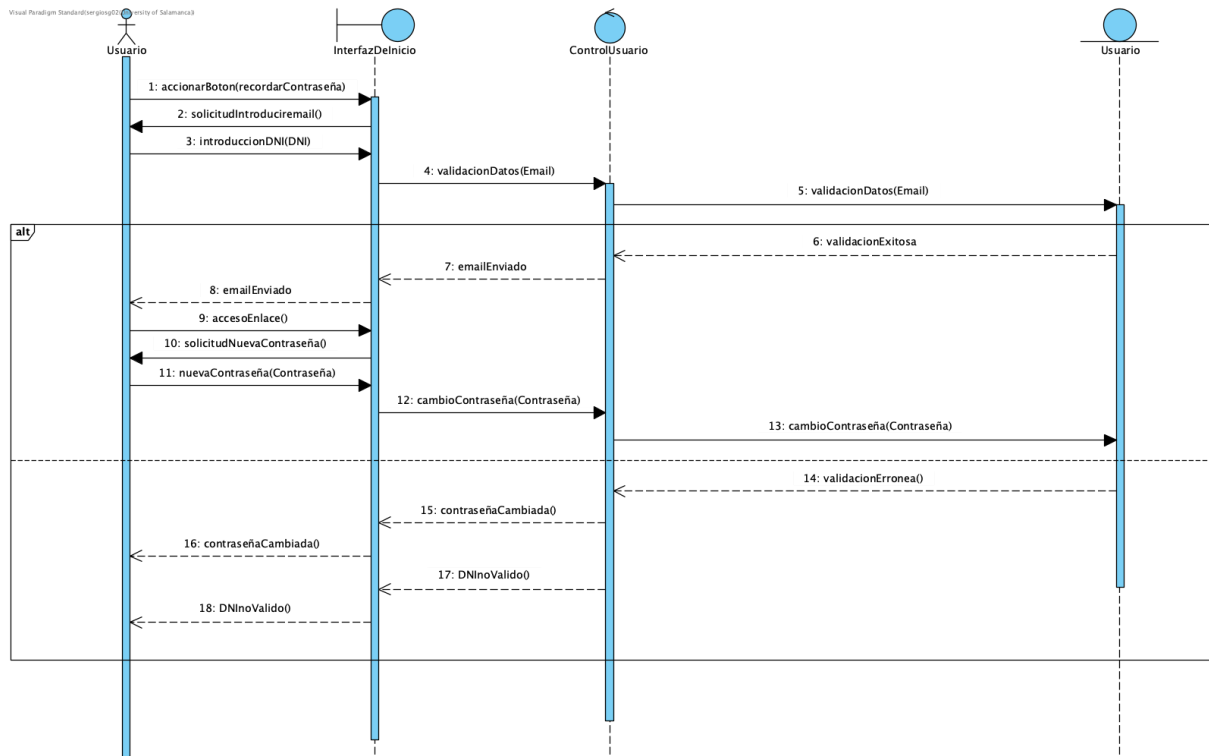 Visual Paradigm Standard(sergiosg02(University of Salamanca))
Usuario
InterfazDeInicio
ControlUsuario
Usuario
1: accionarBoton(recordarContraseña)
2: solicitudIntroduciremail()
3: introduccionDNI(DNI)
4: validacionDatos(Email)
5: validacionDatos(Email)
alt
6: validacionExitosa
7: emailEnviado
8: emailEnviado
9: accesoEnlace()
10: solicitudNuevaContraseña()
11: nuevaContraseña(Contraseña)
12: cambioContraseña(Contraseña)
13: cambioContraseña(Contraseña)
14: validacionErronea()
15: contraseñaCambiada()
16: contraseñaCambiada()
17: DNInoValido()
18: DNInoValido()